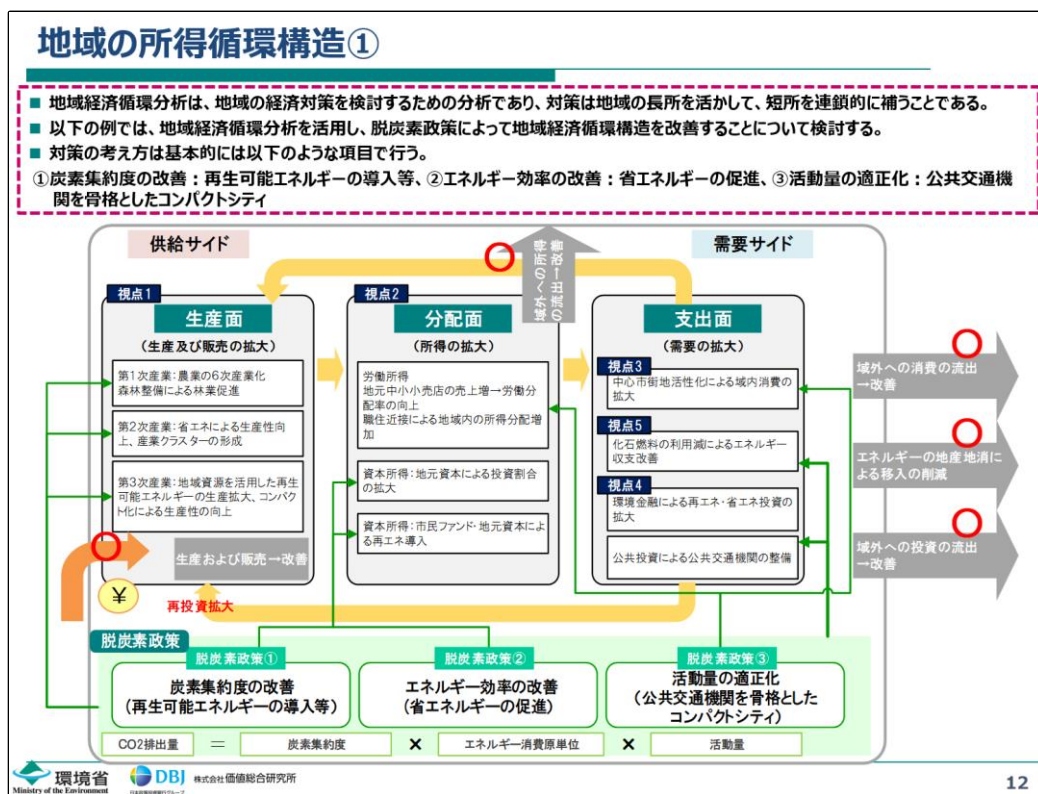 地域の所得循環構造①
■ 地域経済循環分析は、地域の経済対策を検討するための分析であり、対策は地域の長所を活かして、短所を連鎖的に補うことである。
■ 以下の例では、地域経済循環分析を活用し、脱炭素政策によって地域経済循環構造を改善することについて検討する。
■ 対策の考え方は基本的には以下のような項目で行う。
①炭素集約度の改善：再生可能エネルギーの導入等、②エネルギー効率の改善：省エネルギーの促進、③活動量の適正化：公共交通機
関を骨格としたコンパクトシティ
供給サイド
域外への所得
の流出→改善
需要サイド
視点1
生産面
(生産及び販売の拡大)
第1次産業:農業の6次産業化
森林整備による林業促進
第2次産業:省エネによる生産性向
上、産業クラスターの形成
第3次産業:地域資源を活用した再生
可能エネルギーの生産拡大、コンパク
ト化による生産性の向上
生産および販売→改善
¥
再投資拡大
視点2
分配面
(所得の拡大)
労働所得
地元中小小売店の売上増→労働分
配率の向上
職住近接による地域内の所得分配増
加
資本所得:地元資本による投資割合
の拡大
資本所得:市民ファンド・地元資本によ
る再エネ導入
支出面
(需要の拡大)
視点3
中心市街地活性化による域内消費の
拡大
視点5
化石燃料の利用減によるエネルギー
収支改善
視点4
環境金融による再エネ・省エネ投資の
拡大
公共投資による公共交通機関の整備
域外への消費の流出
→改善
エネルギーの地産地消に
よる移入の削減
域外への投資の流出
→改善
脱炭素政策
脱炭素政策①
炭素集約度の改善
(再生可能エネルギーの導入等)
脱炭素政策②
エネルギー効率の改善
(省エネルギーの促進)
脱炭素政策③
活動量の適正化
(公共交通機関を骨格とした
コンパクトシティ)
CO2排出量 ＝ 炭素集約度 × エネルギー消費原単位 × 活動量
環境省
Ministry of the Environment
DBJ
日本政策投資銀行グループ
株式会社価値総合研究所
12